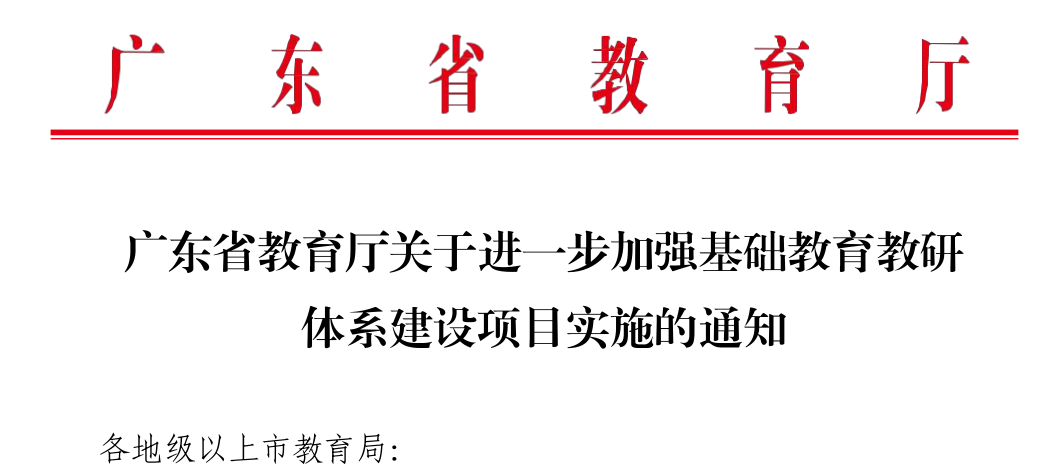 广东省教育厅
广东省教育厅关于进一步加强基础教育教研
体系建设项目实施的通知
各地级以上市教育局：